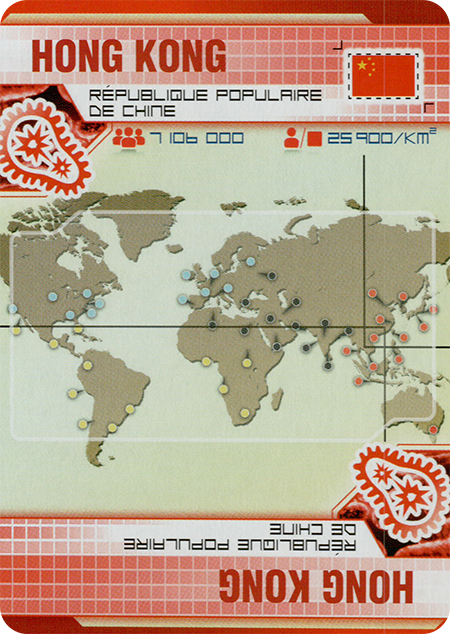 HONG KONG
RÉPUBLIQUE POPULAIRE
DE CHINE
7 106 000
25 900/KM²
RÉPUBLIQUE POPULAIRE
DE CHINE
HONG KONG